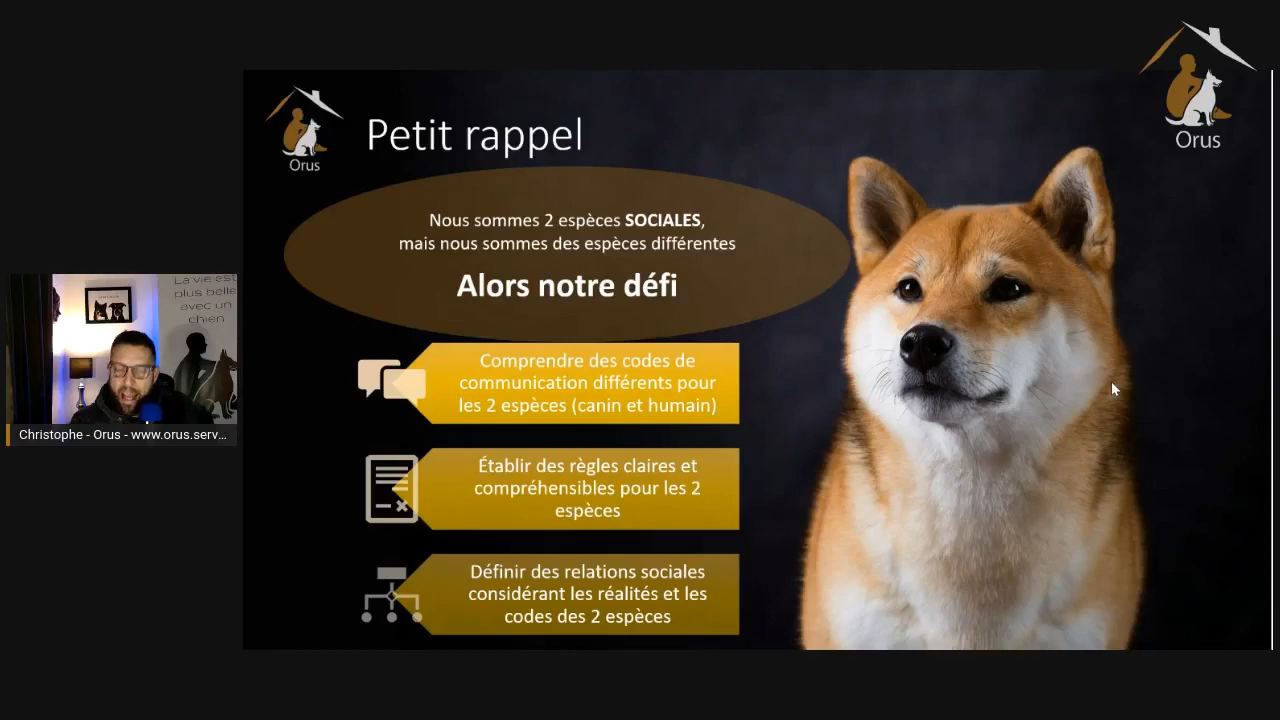 Orus
Orus
Petit rappel
Nous sommes 2 espèces SOCIALES,
mais nous sommes des espèces différentes
Alors notre défi
Comprendre des codes de
communication différents pour
les 2 espèces (canin et humain)
Établir des règles claires et
compréhensibles pour les 2
espèces
Définir des relations sociales
considérant les réalités et les
codes des 2 espèces
La vie est
plus belle
avec un
chien
Christophe - Orus - www.orus.serv...